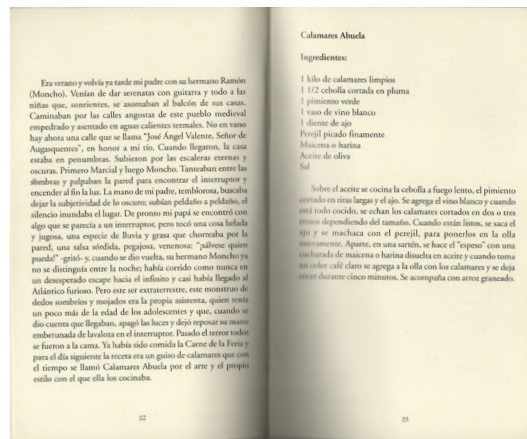 Era verano y volvía ya tarde mi padre con su hermano Ramón
(Moncho). Venían de dar serenatas con guitarra y todo a las
niñas que, sonrientes, se asomaban al balcón de sus casas.
Caminaban por las calles angostas de este pueblo medieval
empedrado y asentado en aguas calientes termales. No en vano
hay ahora una calle que se llama "José Ángel Valente, Señor de
Augasquentes", en honor a mi tío. Cuando llegaron, la casa
estaba en penumbras. Subieron por las escaleras eternas y
oscuras. Primero Marcial y luego Moncho. Tanteaban entre las
sombras y palpaban la pared para encontrar el interruptor y
encender al fin la luz. La mano de mi padre, temblorosa, buscaba
dejar la subjetividad de lo oscuro; subían peldaño a peldaño, el
silencio inundaba el lugar. De pronto mi papá se encontró con
algo que se parecía a un interruptor, pero tocó una cosa helada
y jugosa, una especie de lluvia y grasa que chorreaba por la
pared, una salsa sórdida, pegajosa, venenosa: "¡sálvese quien
pueda!" -gritó- y, cuando se dio vuelta, su hermano Moncho ya
no se distinguía entre la noche; había corrido como nunca en
un desesperado escape hacia el infinito y casi había llegado al
Atlántico furioso. Pero este ser extraterrestre, este monstruo de
dedos sombríos y mojados era la propia asistenta, quien tenía
un poco más de la edad de los adolescentes y que, cuando se
dio cuenta que llegaban, apagó las luces y dejó reposar su mano
embetunada de lavaloza en el interruptor. Pasado el terror todos
se fueron a la cama. Ya había sido comida la Carne de la Feria y
para el día siguiente la receta era un guiso de calamares que con
el tiempo se llamó Calamares Abuela por el arte y el propio
estilo con el que ella los cocinaba.
22
Calamares Abuela
Ingredientes:
1 kilo de calamares limpios
1 1/2 cebolla cortada en pluma
1 pimiento verde
1 vaso de vino blanco
1 diente de ajo
Perejil picado finamente
Maicena o harina
Aceite de oliva
Sal
Sobre el aceite se cocina la cebolla a fuego lento, el pimiento
cortado en tiras largas y el ajo. Se agrega el vino blanco y cuando
está todo cocido, se echan los calamares cortados en dos o tres
trozos dependiendo del tamaño. Cuando están listos, se saca el
ajo y se machaca con el perejil, para ponerlos en la olla
nuevamente. Aparte, en una sartén, se hace el "espeso" con una
cucharada de maicena o harina disuelta en aceite y cuando toma
un color café claro se agrega a la olla con los calamares y se deja
cocer durante cinco minutos. Se acompaña con arroz graneado.
23